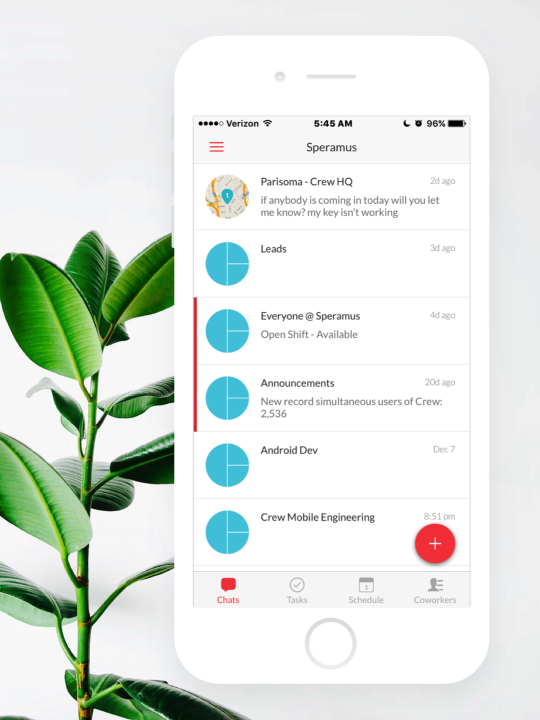 Verizon 5:45 AM 96%
Speramus
Parisoma - Crew HQ 2d ago
if anybody is coming in today will you let
me know? my key isn't working
1
Leads 3d ago
Everyone @ Speramus 4d ago
Open Shift - Available
Announcements 20d ago
New record simultaneous users of Crew:
2,536
Android Dev Dec 7
Crew Mobile Engineering 8:51 pm
+
1
Chats Tasks Schedule Coworkers